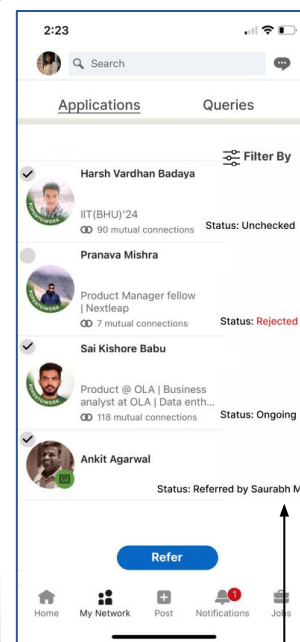 2:23
Search
Applications Queries
Filter By
Harsh Vardhan Badaya
IIT(BHU)'24
90 mutual connections
Status: Unchecked
Pranava Mishra
Product Manager fellow
| Nextleap
7 mutual connections
Status: Rejected
Sai Kishore Babu
Product @ OLA | Business
analyst at OLA | Data enth...
118 mutual connections
Status: Ongoing
Ankit Agarwal
Status: Referred by Saurabh M
Refer
1
Home My Network Post Notifications Jobs